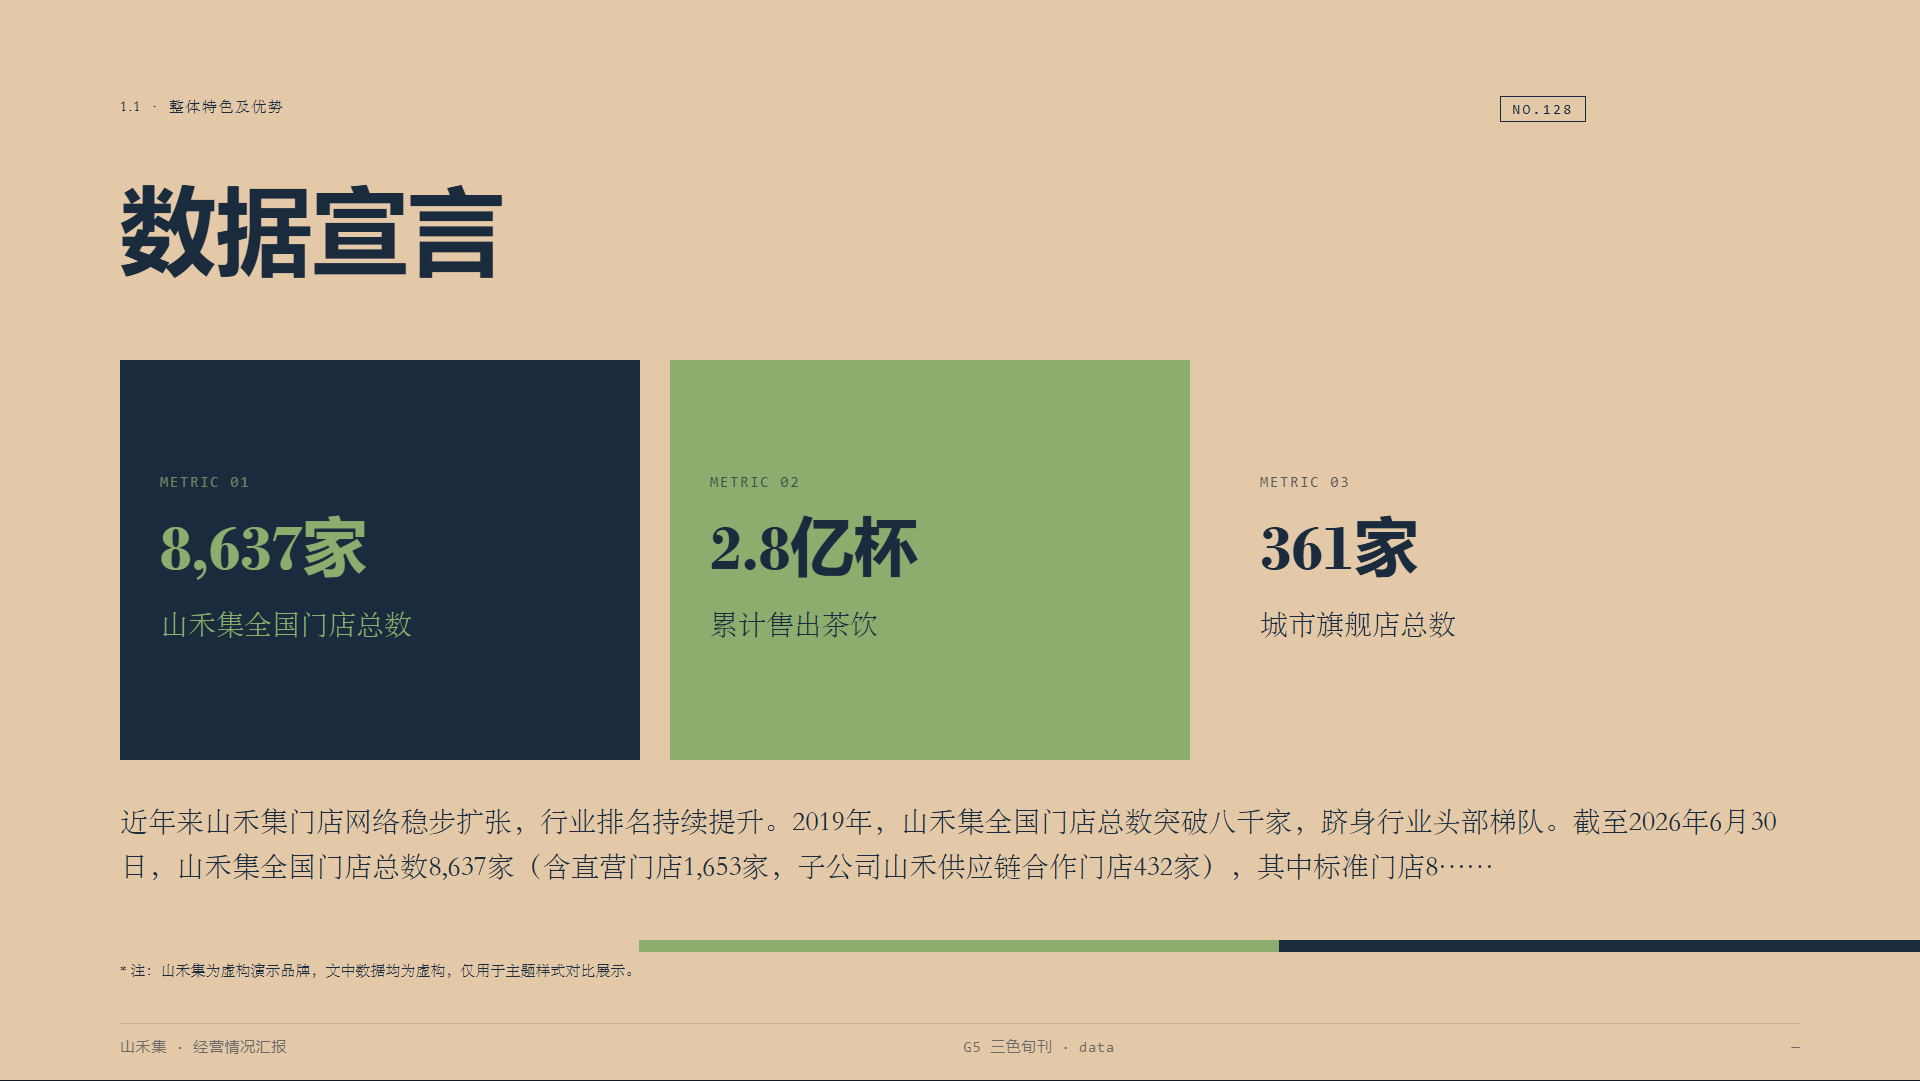 1.1 · 整体特色及优势
NO.128
数据宣言
METRIC 01
8,637家
山禾集全国门店总数
METRIC 02
2.8亿杯
累计售出茶饮
METRIC 03
361家
城市旗舰店总数
近年来山禾集门店网络稳步扩张，行业排名持续提升。2019年，山禾集全国门店总数突破八千家，跻身行业头部梯队。截至2026年6月30
日，山禾集全国门店总数8,637家（含直营门店1,653家，子公司山禾供应链合作门店432家），其中标准门店8……
* 注：山禾集为虚构演示品牌，文中数据均为虚构，仅用于主题样式对比展示。
山禾集 · 经营情况汇报
G5 三色旬刊 · data
—